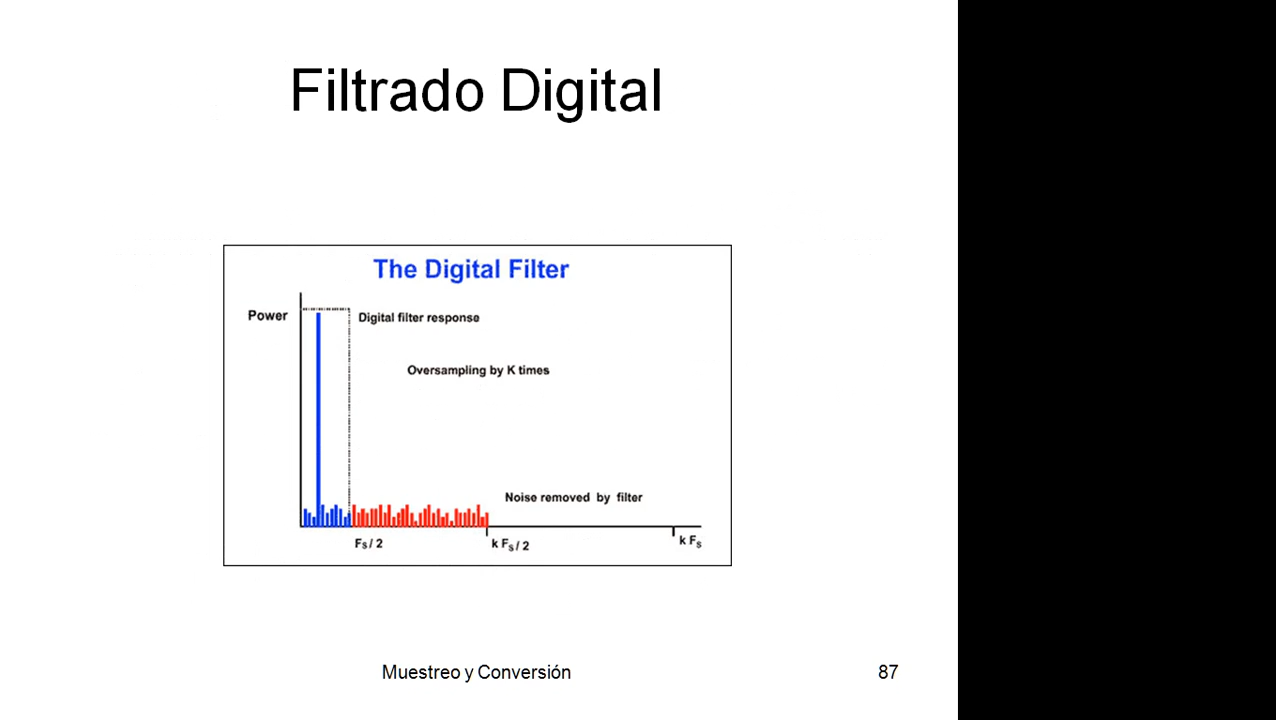 Filtrado Digital
The Digital Filter
Power
Digital filter response
Oversampling by K times
Noise removed by filter
FS / 2
k FS / 2
k FS
Muestreo y Conversión
87